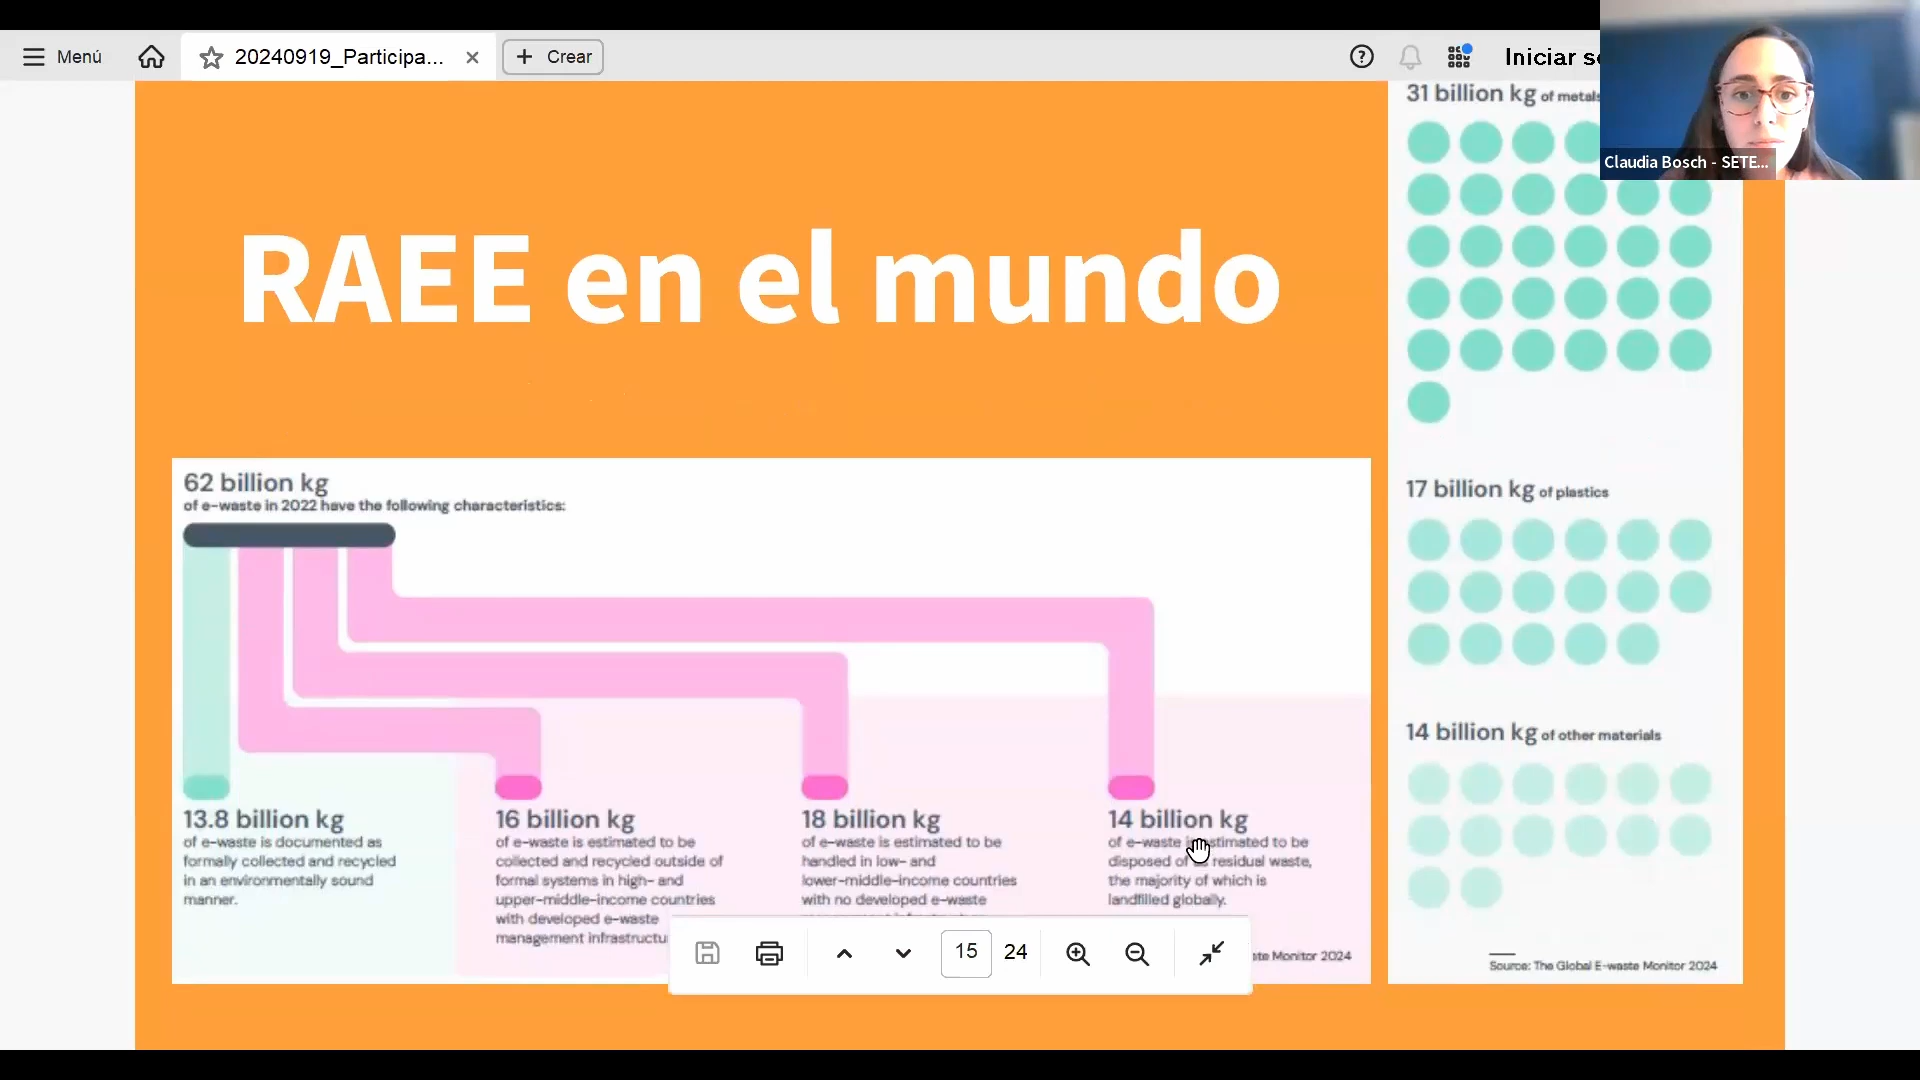 Menú
20240919_Participa...
Crear
Iniciar se
Claudia Bosch - SETE...
RAEE en el mundo
62 billion kg
of e-waste in 2022 have the following characteristics:
13.8 billion kg
of e-waste is documented as
formally collected and recycled
in an environmentally sound
manner.
16 billion kg
of e-waste is estimated to be
collected and recycled outside of
formal systems in high- and
upper-middle-income countries
with developed e-waste
management infrastructu
18 billion kg
of e-waste is estimated to be
handled in low- and
lower-middle-income countries
with no developed e-waste
14 billion kg
of e-waste is estimated to be
disposed of as residual waste,
the majority of which is
landfilled globally.
ste Monitor 2024
31 billion kg of metals
17 billion kg of plastics
14 billion kg of other materials
Source: The Global E-waste Monitor 2024
15
24